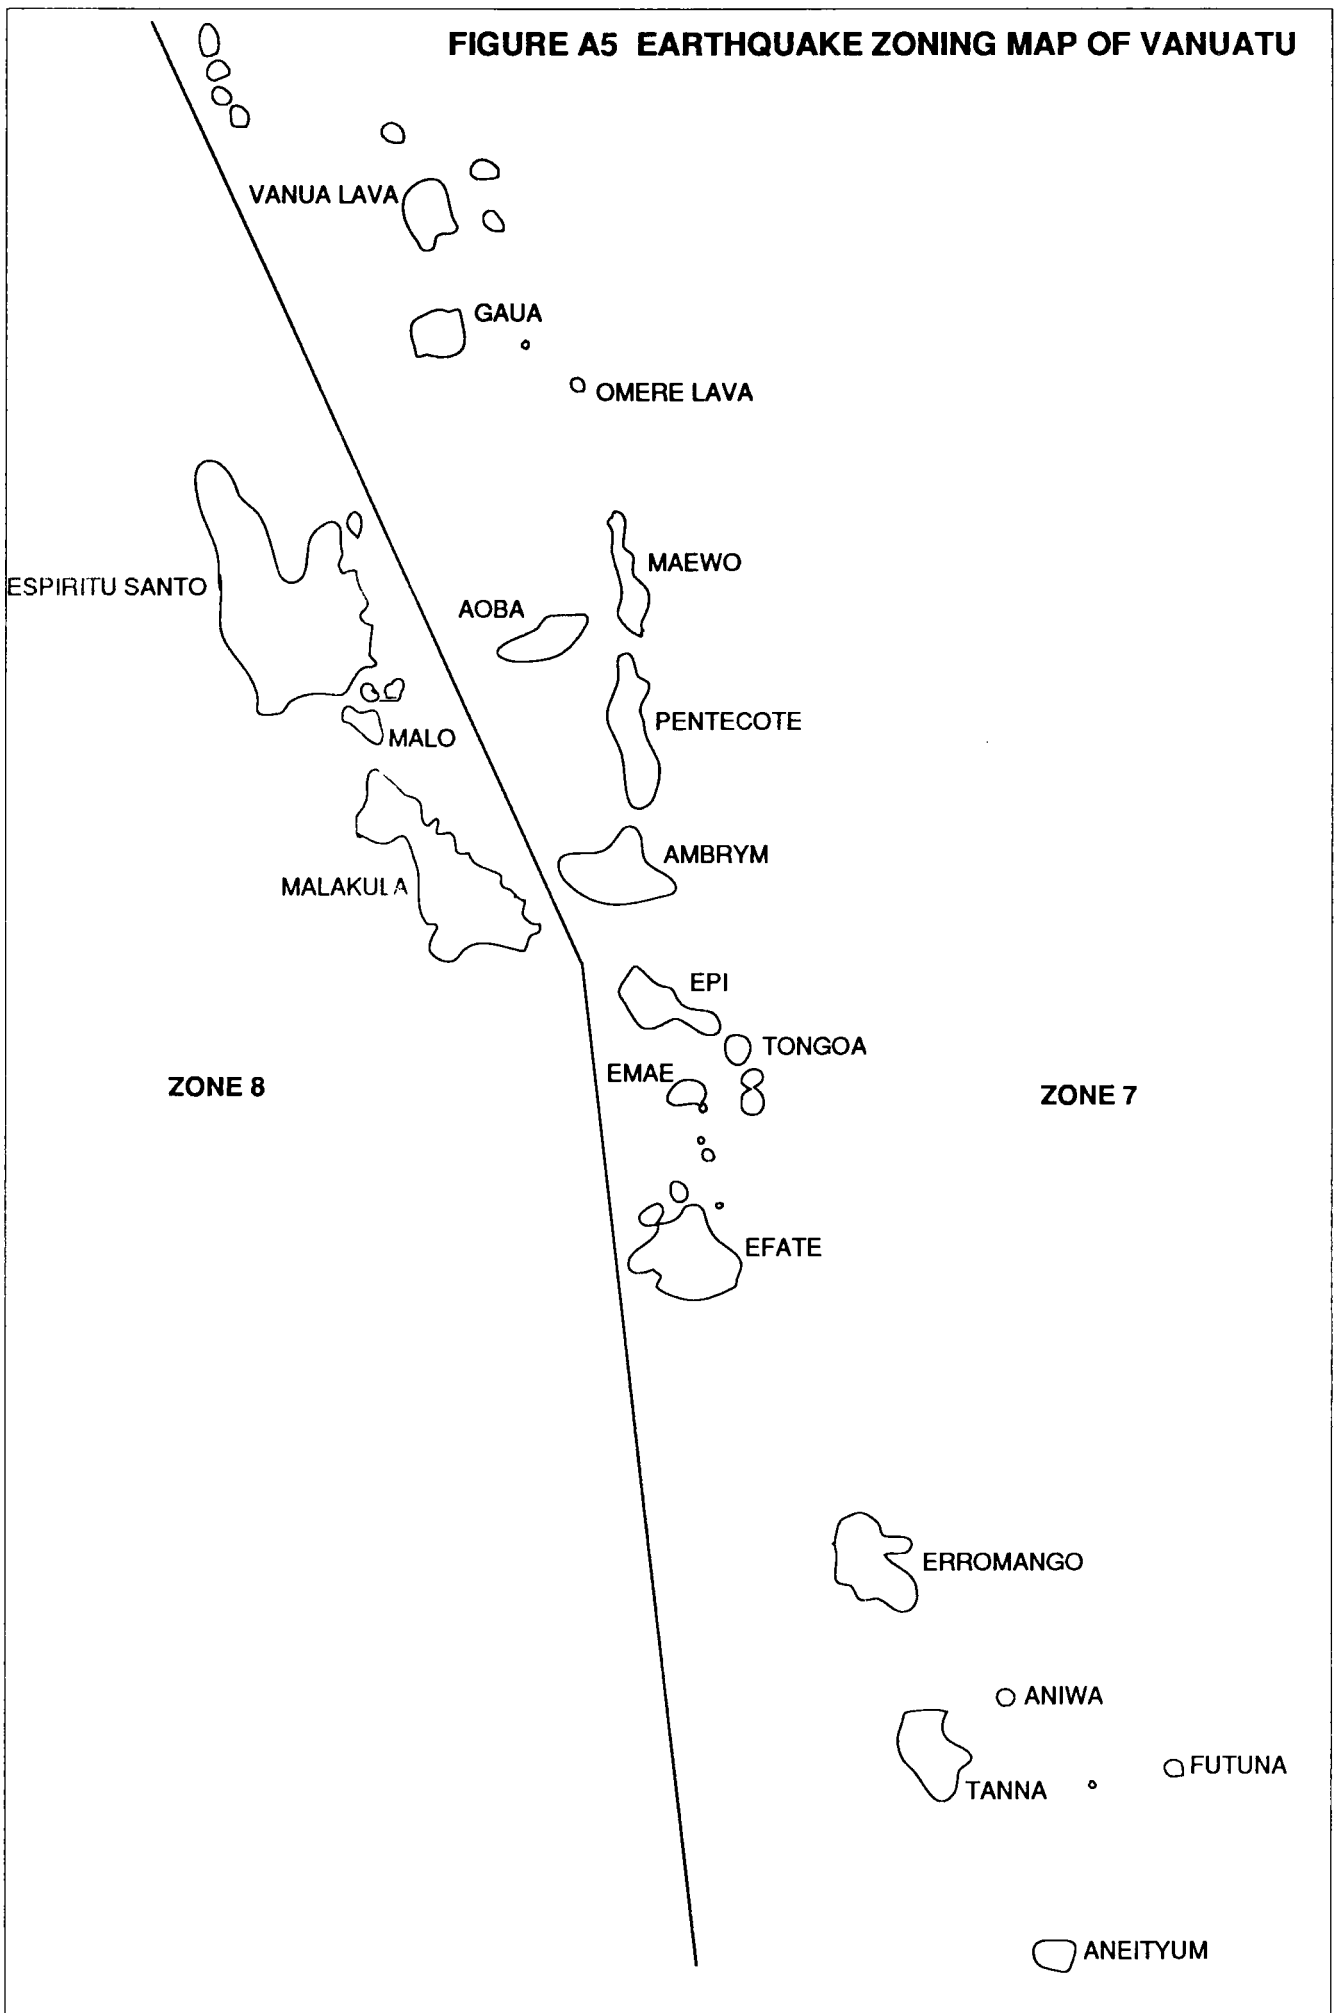 FIGURE A5 EARTHQUAKE ZONING MAP OF VANUATU
VANUA LAVA
GAUA
OMERE LAVA
MAEWO
ESPIRITU SANTO
AOBA
PENTECOTE
MALO
AMBRYM
MALAKULA
EPI
TONGOA
EMAE
ZONE 8
ZONE 7
EFATE
ERROMANGO
ANIWA
FUTUNA
TANNA
ANEITYUM